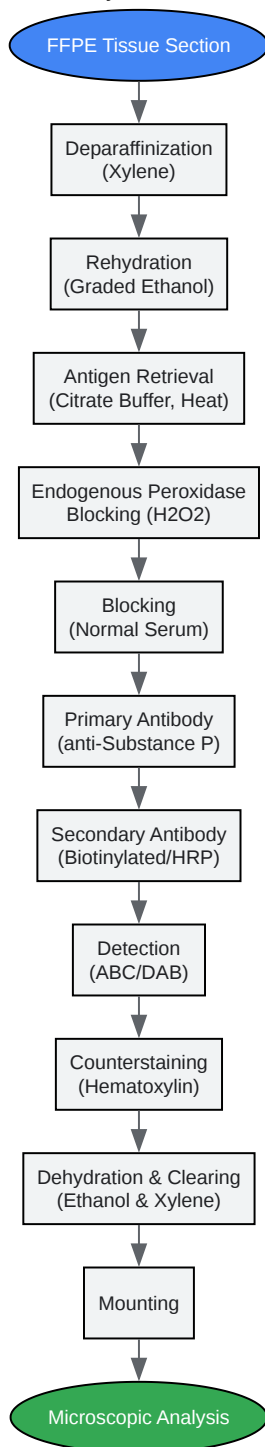 FFPE Tissue Section
Deparaffinization
(Xylene)
Rehydration
(Graded Ethanol)
Antigen Retrieval
(Citrate Buffer, Heat)
Endogenous Peroxidase
Blocking (H2O2)
Blocking
(Normal Serum)
Primary Antibody
(anti-Substance P)
Secondary Antibody
(Biotinylated/HRP)
Detection
(ABC/DAB)
Counterstaining
(Hematoxylin)
Dehydration & Clearing
(Ethanol & Xylene)
Mounting
Microscopic Analysis